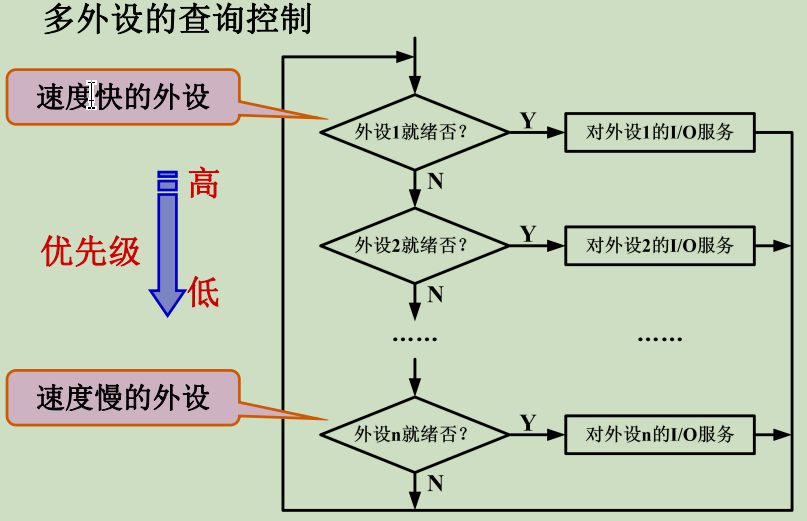 多外设的查询控制
速度快的外设
外设1就绪否？
Y
对外设1的I/O服务
N
高
优先级
低
外设2就绪否？
Y
对外设2的I/O服务
N
……
……
速度慢的外设
外设n就绪否？
Y
对外设n的I/O服务
N